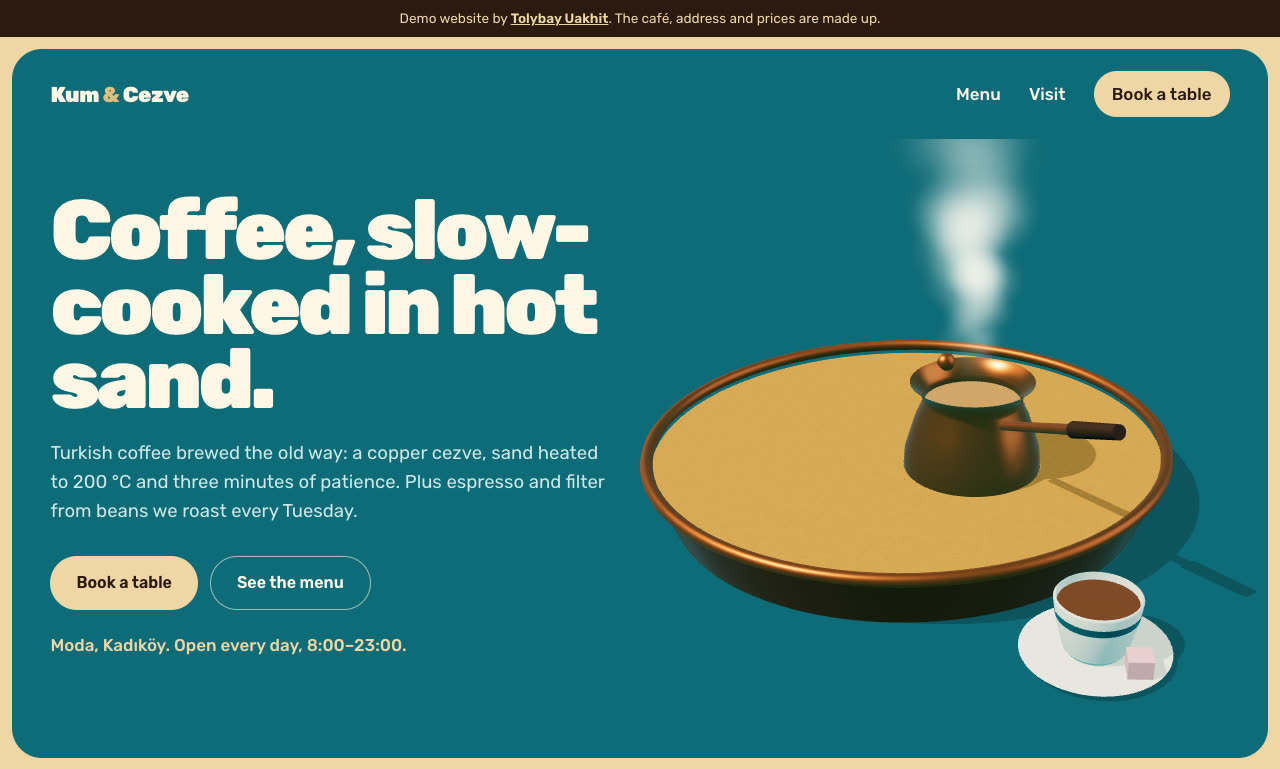 Demo website by Tolybay Uakhit. The café, address and prices are made up.
Kum & Cezve
Menu
Visit
Book a table
Coffee, slow-
cooked in hot
sand.
Turkish coffee brewed the old way: a copper cezve, sand heated
to 200 °C and three minutes of patience. Plus espresso and filter
from beans we roast every Tuesday.
Book a table
See the menu
Moda, Kadıköy. Open every day, 8:00–23:00.